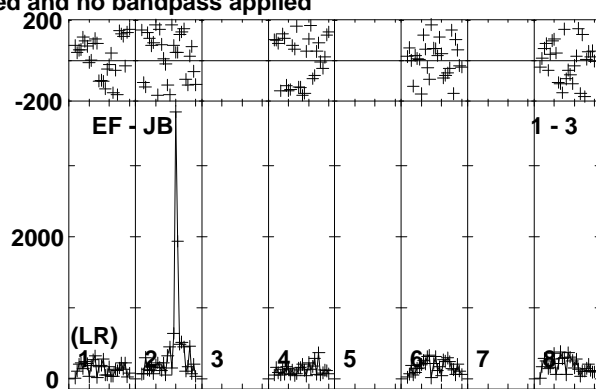 ed and no bandpass applied
200
-200
EF - JB 1 - 3
2000
(LR)
1 2 3 4 5 6 7 8
0